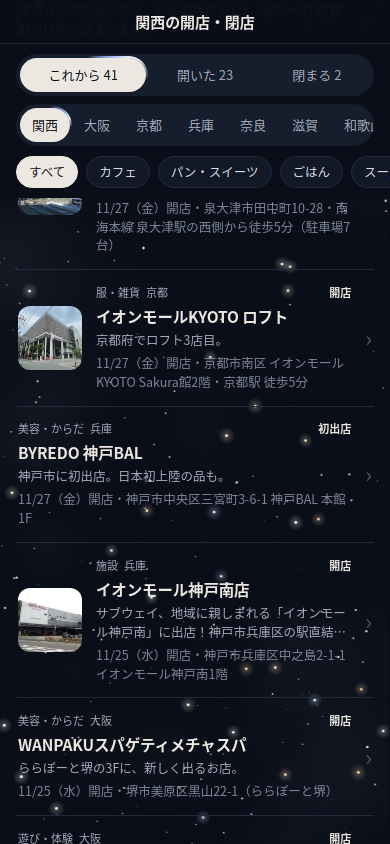 関西の開店・閉店
これから 41
開いた 23
閉まる 2
関西
大阪
京都
兵庫
奈良
滋賀
すべて
カフェ
パン・スイーツ
ごはん
11/27（金）開店・泉大津市田中町10-28・南
海本線 泉大津駅の西側から徒歩5分（駐車場7
台）
服・雑貨 京都
開店
イオンモールKYOTO ロフト
京都府でロフト3店目。
11/27（金）開店・京都市南区 イオンモール
KYOTO Sakura館2階・京都駅 徒歩5分
美容・からだ 兵庫
初出店
BYREDO 神戸BAL
神戸市に初出店。日本初上陸の品も。
11/27（金）開店・神戸市中央区三宮町3-6-1 神戸BAL 本館・
1F
施設 兵庫
開店
イオンモール神戸南店
サブウェイ、地域に親しまれる「イオンモー
ル神戸南」に出店！神戸市兵庫区の駅直結…
11/25（水）開店・神戸市兵庫区中之島2-1-1
イオンモール神戸南1階
美容・からだ 大阪
開店
WANPAKUスパゲティメチャスパ
ららぽーと堺の3Fに、新しく出るお店。
11/25（水）開店・堺市美原区黒山22-1（ららぽーと堺）
遊び・体験 大阪
開店